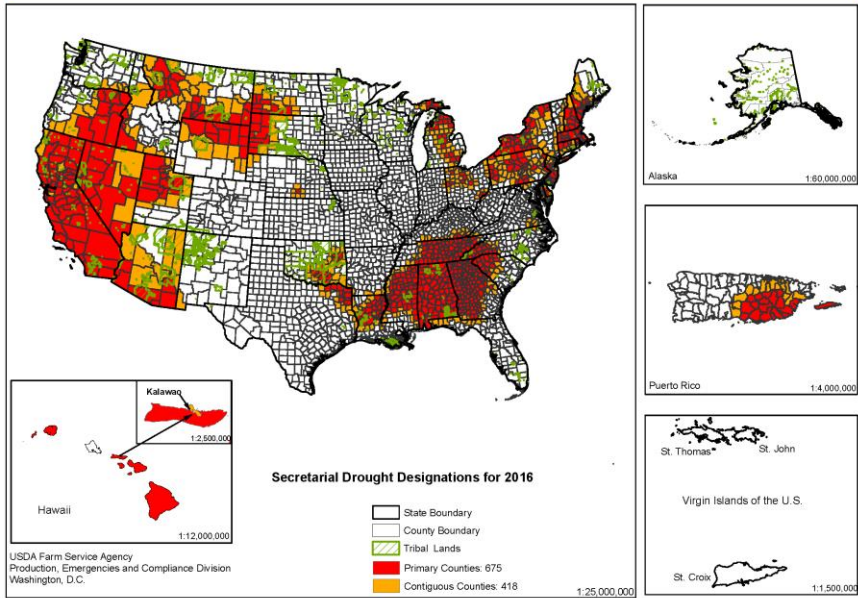 Alaska
1:60,000,000
Puerto Rico
1:4,000,000
St. Thomas
St. John
Virgin Islands of the U.S.
St. Croix
1:1,500,000
Kalawao
1:2,500,000
Hawaii
1:12,000,000
Secretarial Drought Designations for 2016
State Boundary
County Boundary
Tribal Lands
Primary Counties: 675
Contiguous Counties: 418
1:25,000,000
USDA Farm Service Agency
Production, Emergencies and Compliance Division
Washington, D.C.